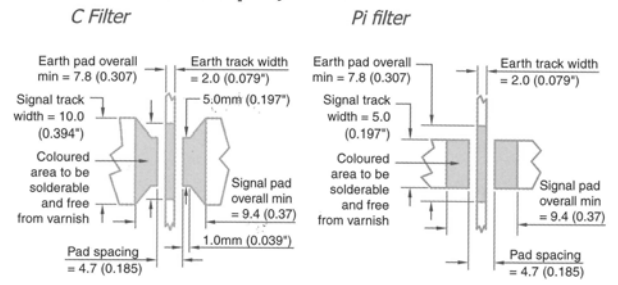 C Filter
Earth pad overall
min = 7.8 (0.307)
Earth track width
= 2.0 (0.079")
Signal track
width = 10.0
(0.394")
5.0mm (0.197")
Coloured
area to be
solderable
and free
from varnish
Signal pad
overall min
= 9.4 (0.37)
1.0mm (0.039")
Pad spacing
= 4.7 (0.185)
Pi filter
Earth pad overall
min = 7.8 (0.307)
Earth track width
= 2.0 (0.079")
Signal track
width = 5.0
(0.197")
Coloured
area to be
solderable
and free
from varnish
Signal pad
overall min
= 9.4 (0.37)
Pad spacing
= 4.7 (0.185)